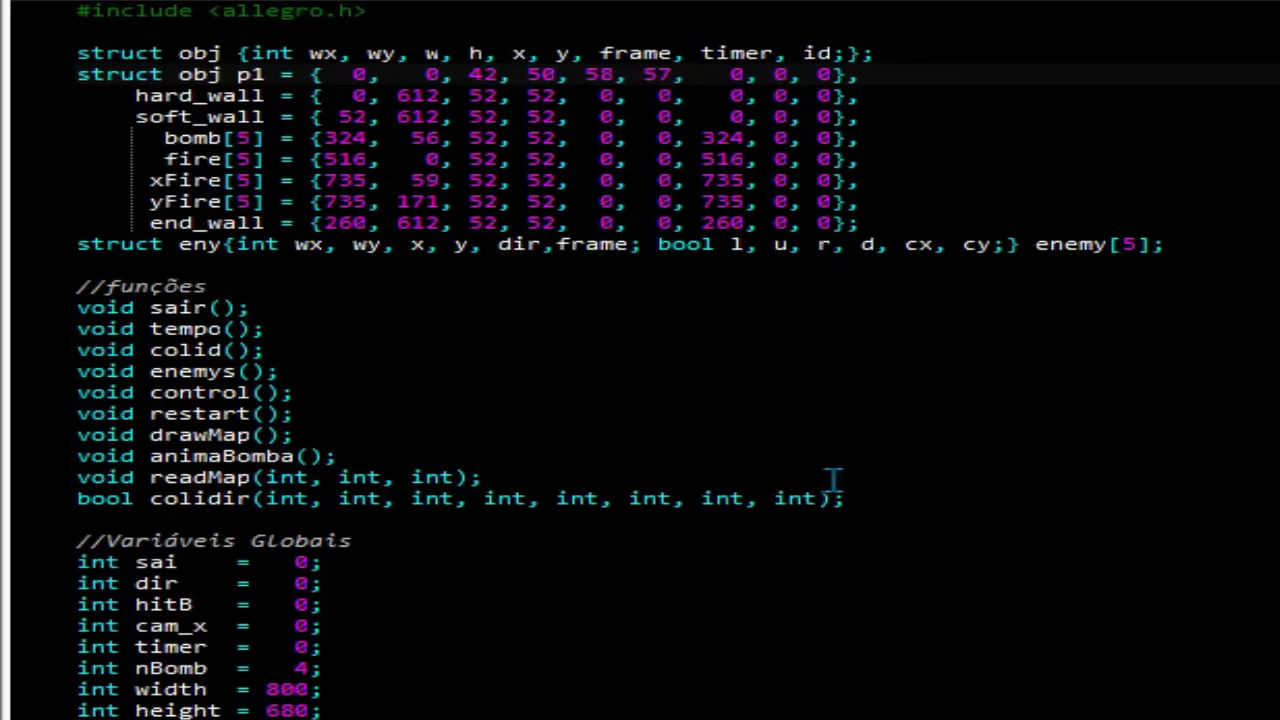 #include <allegro.h>
struct obj {int wx, wy, w, h, x, y, frame, timer, id;};
struct obj p1 = {  0,   0, 42, 50, 58, 57,   0, 0, 0},
    hard_wall = {  0, 612, 52, 52,  0,  0,   0, 0, 0},
    soft_wall = { 52, 612, 52, 52,  0,  0,   0, 0, 0},
      bomb[5] = {324,  56, 52, 52,  0,  0, 324, 0, 0},
      fire[5] = {516,   0, 52, 52,  0,  0, 516, 0, 0},
     xFire[5] = {735,  59, 52, 52,  0,  0, 735, 0, 0},
     yFire[5] = {735, 171, 52, 52,  0,  0, 735, 0, 0},
     end_wall = {260, 612, 52, 52,  0,  0, 260, 0, 0};
struct eny{int wx, wy, x, y, dir,frame; bool l, u, r, d, cx, cy;} enemy[5];
//funções
void sair();
void tempo();
void colid();
void enemys();
void control();
void restart();
void drawMap();
void animaBomba();
void readMap(int, int, int);
bool colidir(int, int, int, int, int, int, int, int);
//Variáveis Globais
int sai    =   0;
int dir    =   0;
int hitB   =   0;
int cam_x  =   0;
int timer  =   0;
int nBomb  =   4;
int width  = 800;
int height = 680;